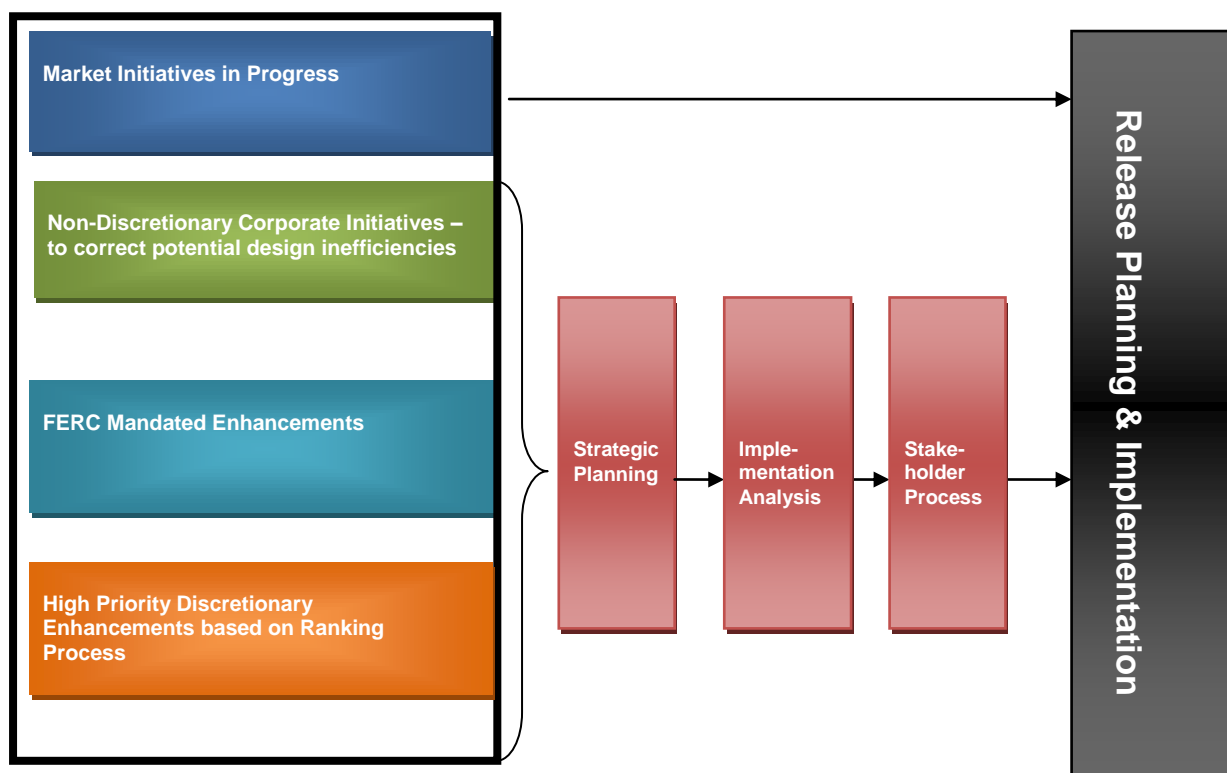 Market Initiatives in Progress
Non-Discretionary Corporate Initiatives –
to correct potential design inefficiencies
FERC Mandated Enhancements
High Priority Discretionary
Enhancements based on Ranking
Process
Strategic
Planning
Imple-
mentation
Analysis
Stake-
holder
Process
Release Planning & Implementation